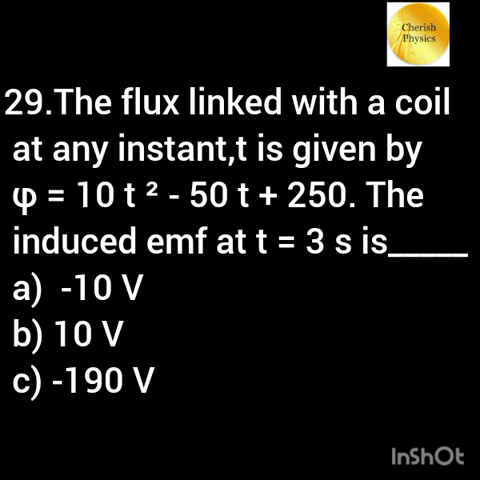 Cherish
Physics
29.The flux linked with a coil
at any instant,t is given by
φ = 10 t ² - 50 t + 250. The
induced emf at t = 3 s is_____
a)  -10 V
b) 10 V
c) -190 V
InShOt